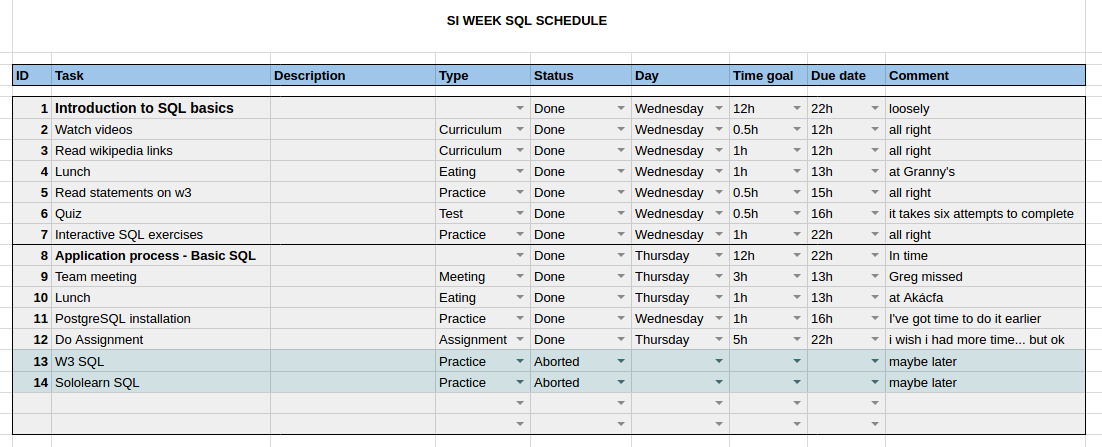 SI WEEK SQL SCHEDULE
ID Task Description Type Status Day Time goal Due date Comment
1 Introduction to SQL basics Done Wednesday 12h 22h loosely
2 Watch videos Curriculum Done Wednesday 0.5h 12h all right
3 Read wikipedia links Curriculum Done Wednesday 1h 12h all right
4 Lunch Eating Done Wednesday 1h 13h at Granny's
5 Read statements on w3 Practice Done Wednesday 0.5h 15h all right
6 Quiz Test Done Wednesday 0.5h 16h it takes six attempts to complete
7 Interactive SQL exercises Practice Done Wednesday 1h 22h all right
8 Application process - Basic SQL Done Thursday 12h 22h In time
9 Team meeting Meeting Done Thursday 3h 13h Greg missed
10 Lunch Eating Done Thursday 1h 13h at Akácfa
11 PostgreSQL installation Practice Done Wednesday 1h 16h I've got time to do it earlier
12 Do Assignment Assignment Done Thursday 5h 22h i wish i had more time... but ok
13 W3 SQL Practice Aborted maybe later
14 Sololearn SQL Practice Aborted maybe later